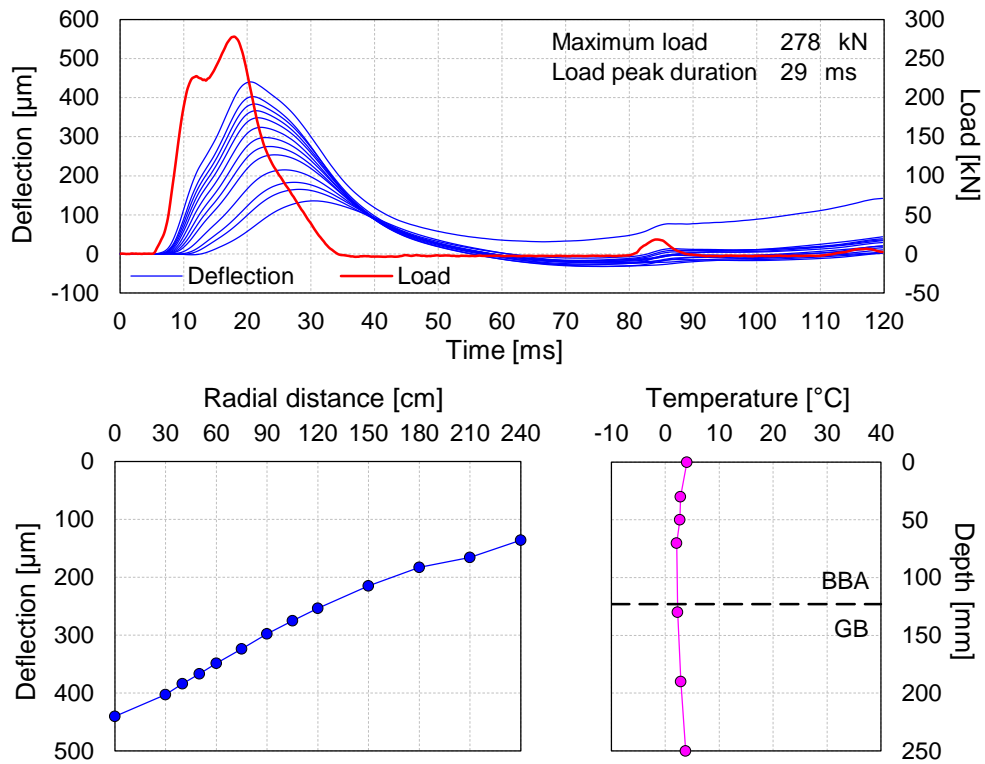 600
500
400
300
200
100
0
-100
Deflection [µm]
300
250
200
150
100
50
0
-50
Load [kN]
Maximum load 278 kN
Load peak duration 29 ms
Deflection Load
0 10 20 30 40 50 60 70 80 90 100 110 120
Time [ms]
Radial distance [cm]
0 30 60 90 120 150 180 210 240
0
100
200
300
400
500
Deflection [µm]
Temperature [°C]
-10 0 10 20 30 40
0
50
100
150
200
250
Depth [mm]
BBA
GB